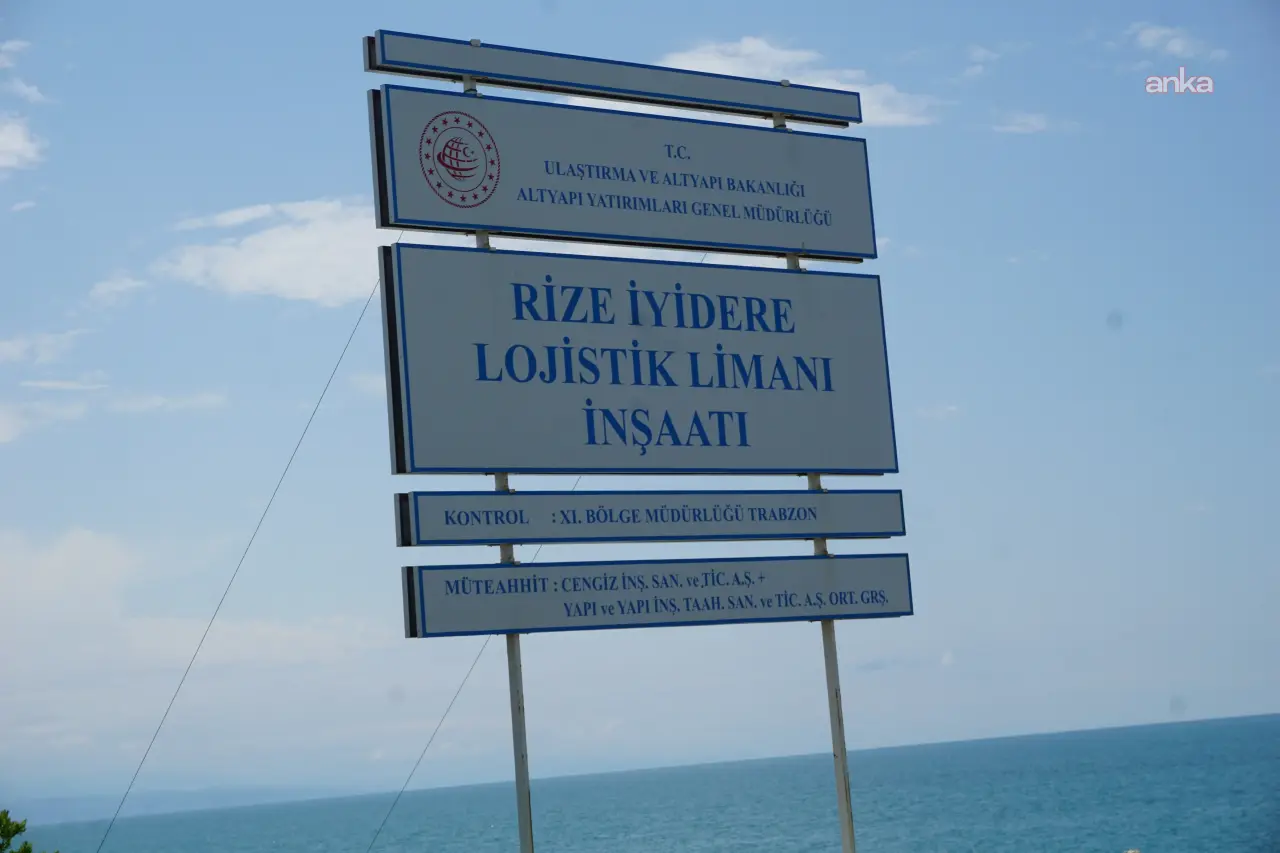 anka
T.C.
ULAŞTIRMA VE ALTYAPI BAKANLIĞI
ALTYAPI YATIRIMLARI GENEL MÜDÜRLÜĞÜ
RİZE İYİDERE
LOJİSTİK LİMANI
İNŞAATI
KONTROL : XI. BÖLGE MÜDÜRLÜĞÜ TRABZON
MÜTEAHHİT : CENGİZ İNŞ. SAN. ve TİC. A.Ş. +
YAPI ve YAPI İNŞ. TAAH. SAN. ve TİC. A.Ş. ORT. GRŞ.